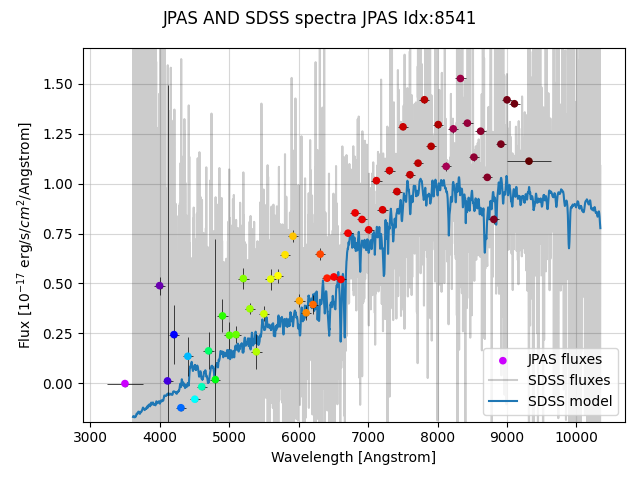 JPAS AND SDSS spectra JPAS Idx:8541
Flux [10⁻¹⁷ erg/s/cm²/Angstrom]
1.50
1.25
1.00
0.75
0.50
0.25
0.00
JPAS fluxes
SDSS fluxes
SDSS model
3000 4000 5000 6000 7000 8000 9000 10000
Wavelength [Angstrom]